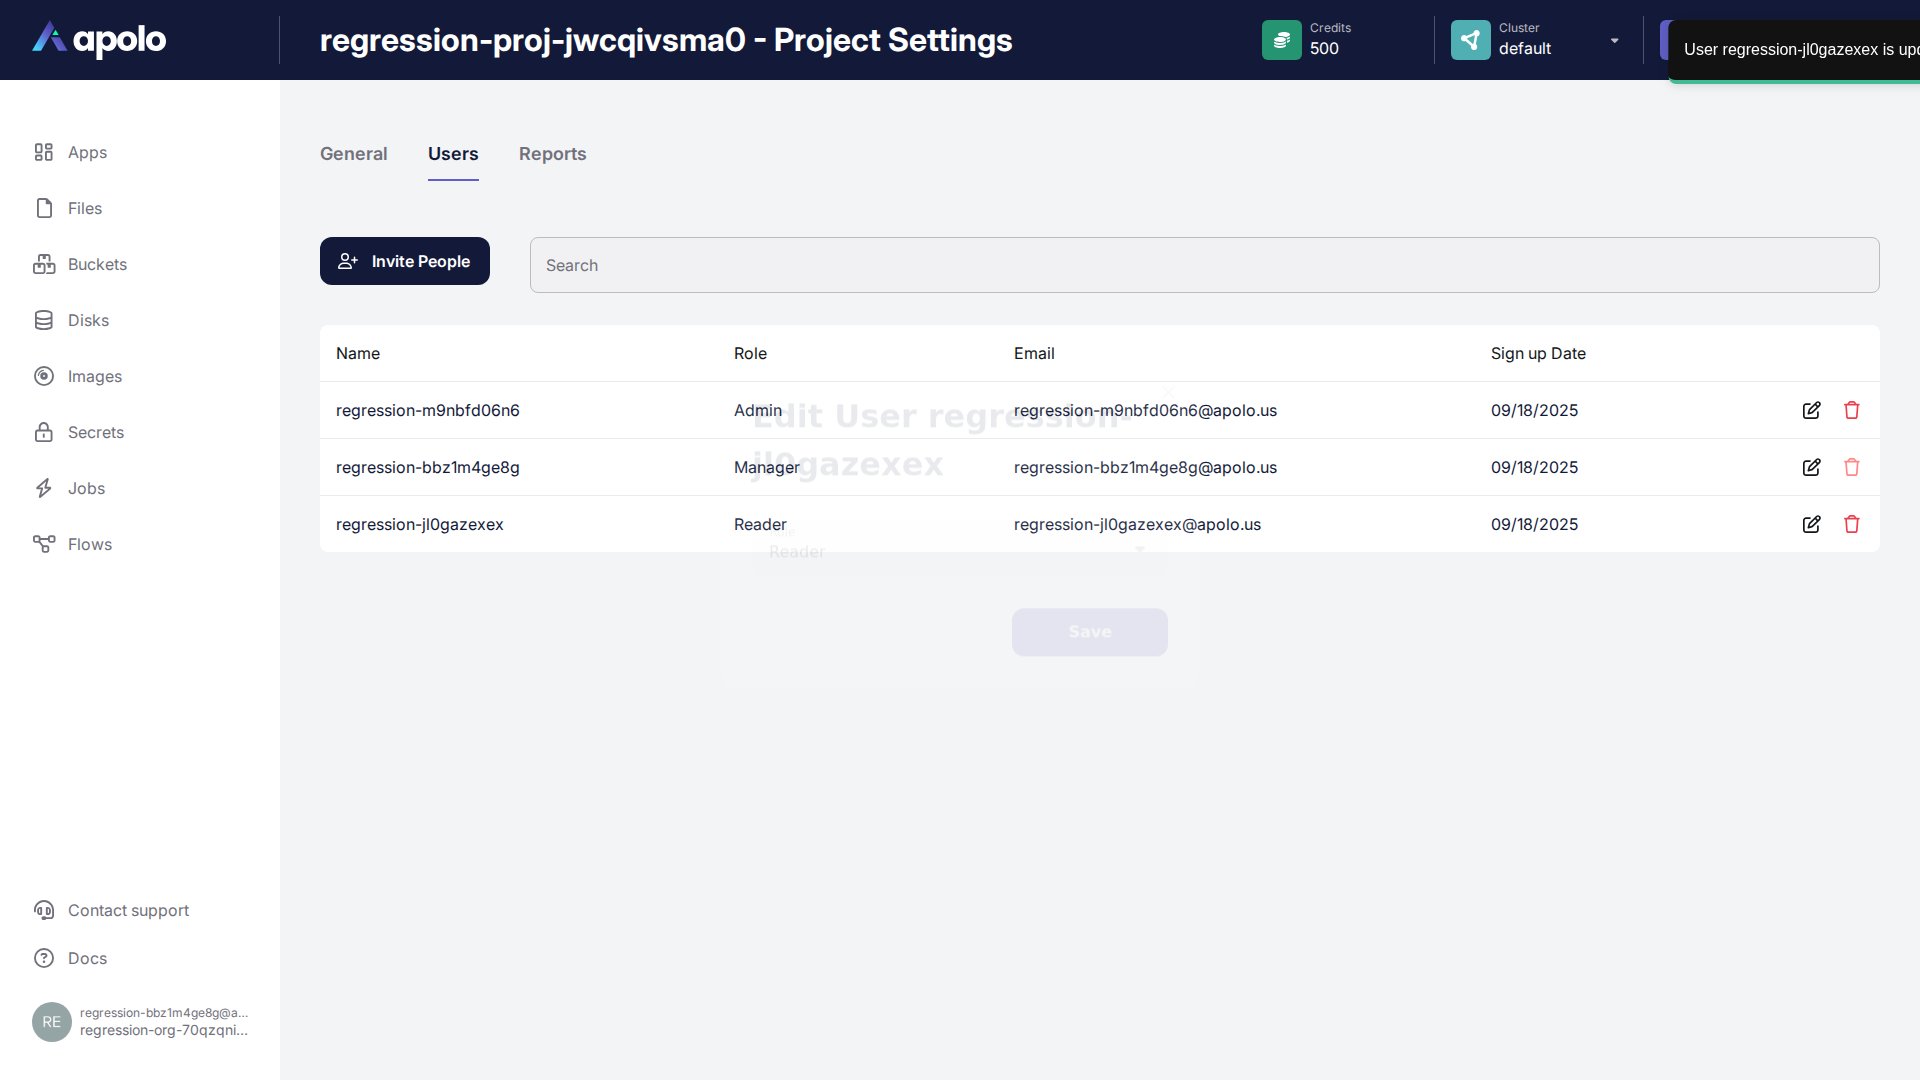 apolo
regression-proj-jwcqivsma0 - Project Settings
Credits
500
Cluster
default
User regression-jl0gazexex is upd
Apps
Files
Buckets
Disks
Images
Secrets
Jobs
Flows
General
Users
Reports
Invite People
Search
Name
Role
Email
Sign up Date
regression-m9nbfd06n6
Admin
regression-m9nbfd06n6@apolo.us
09/18/2025
regression-bbz1m4ge8g
Manager
regression-bbz1m4ge8g@apolo.us
09/18/2025
regression-jl0gazexex
Reader
regression-jl0gazexex@apolo.us
09/18/2025
Edit User regression-
jl0gazexex
Reader
Save
Contact support
Docs
RE
regression-bbz1m4ge8g@a...
regression-org-70qzqni...